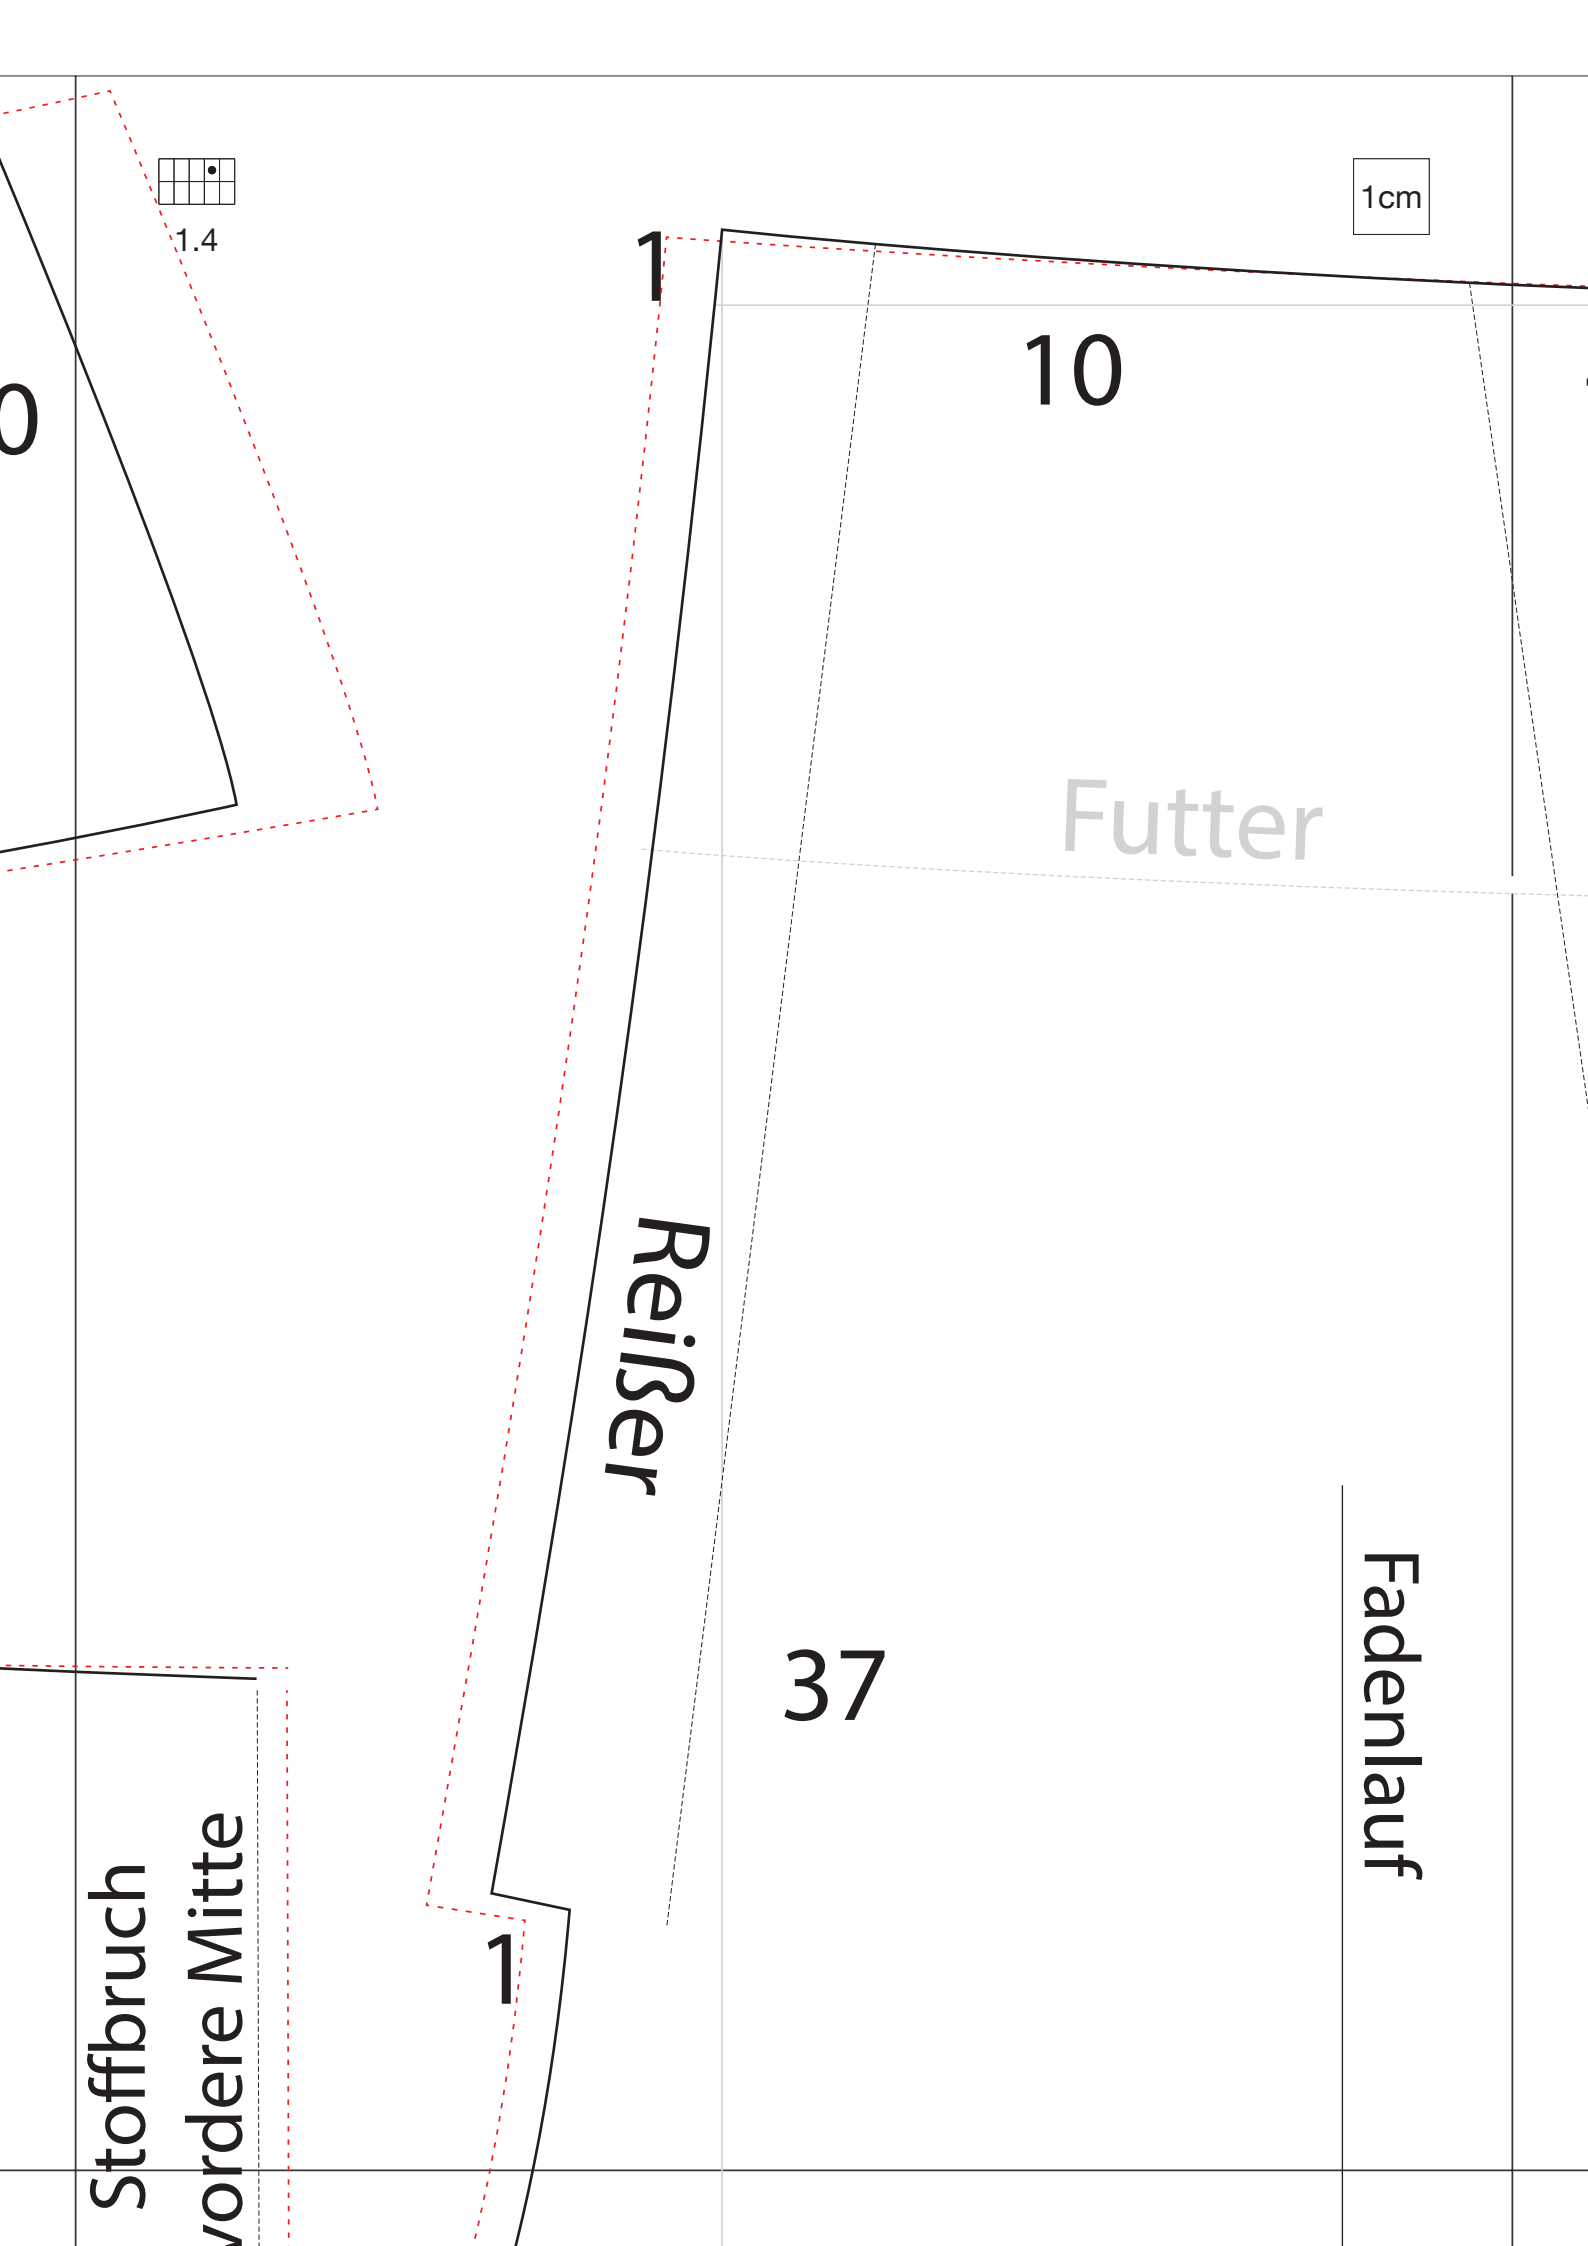 1.4
1cm
1
10
0
Futter
Reißer
Fadenlauf
37
Stoffbruch
vordere Mitte
1